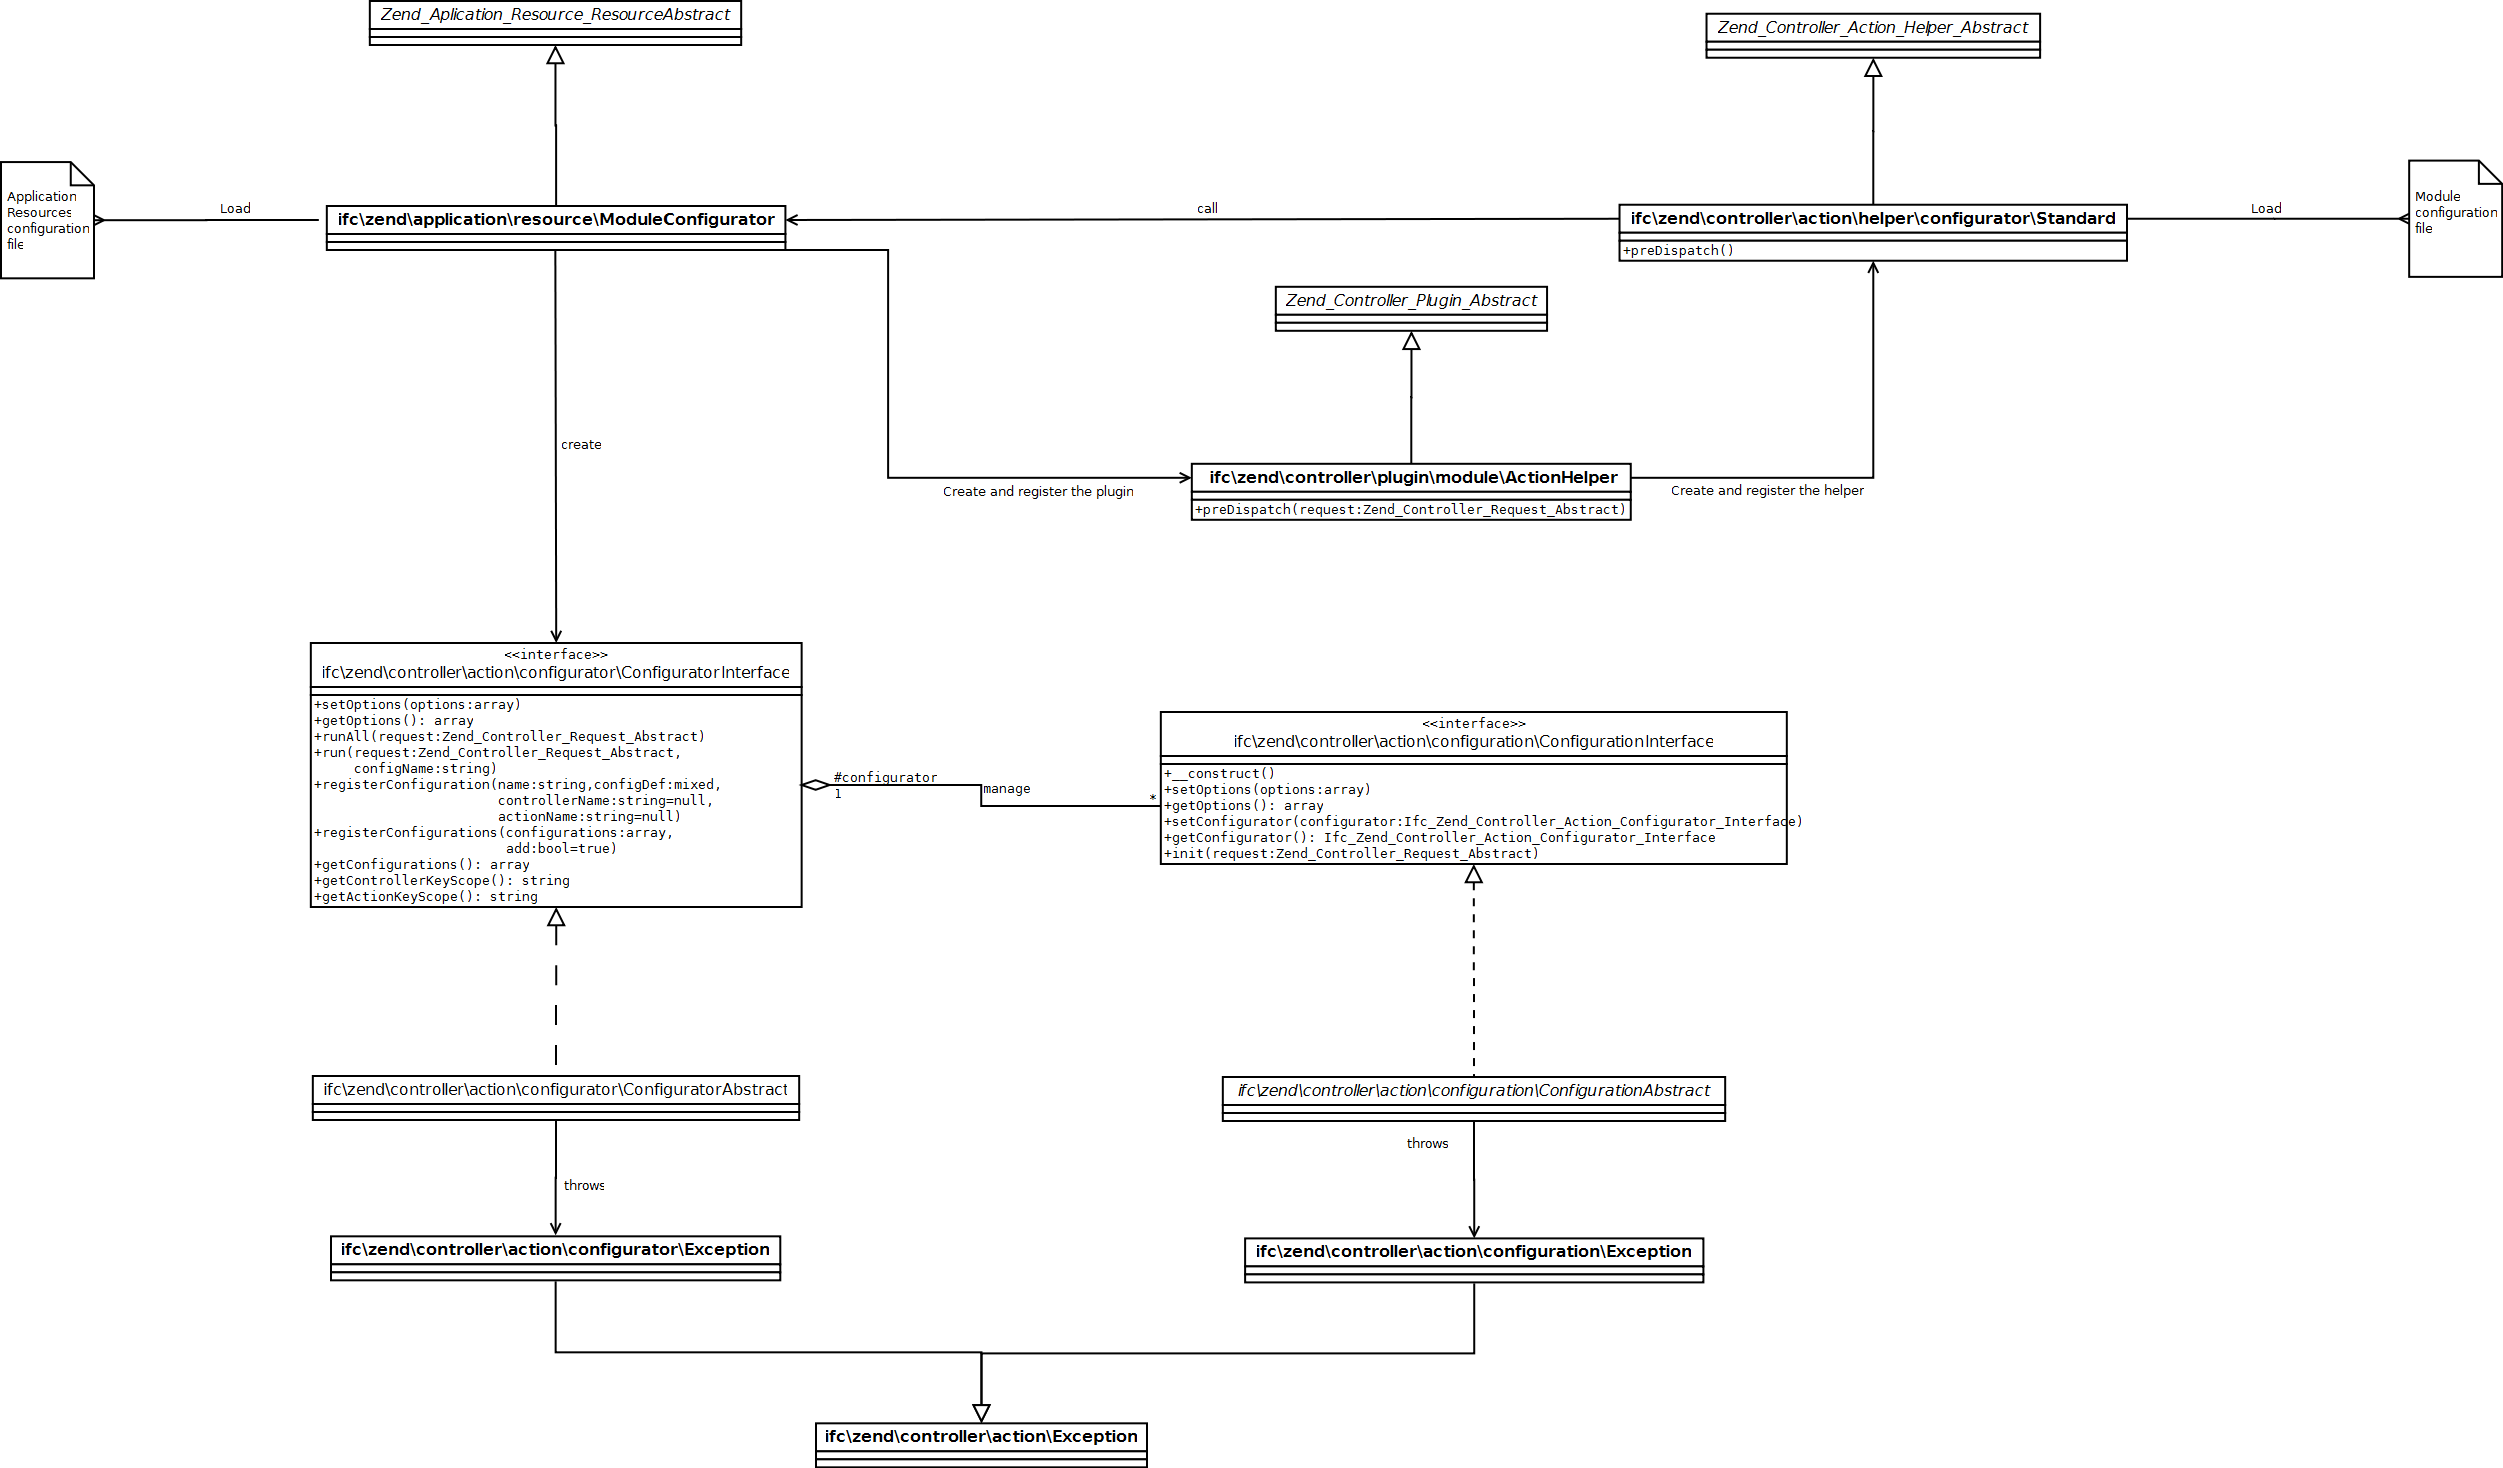 Zend_Aplication_Resource_ResourceAbstract
Zend_Controller_Action_Helper_Abstract
Application
Resources
configuration
file
Load
ifc\zend\application\resource\ModuleConfigurator
call
ifc\zend\controller\action\helper\configurator\Standard
+preDispatch()
Load
Module
configuration
file
Zend_Controller_Plugin_Abstract
create
Create and register the plugin
ifc\zend\controller\plugin\module\ActionHelper
+preDispatch(request:Zend_Controller_Request_Abstract)
Create and register the helper
<<interface>>
ifc\zend\controller\action\configurator\ConfiguratorInterface
+setOptions(options:array)
+getOptions(): array
+runAll(request:Zend_Controller_Request_Abstract)
+run(request:Zend_Controller_Request_Abstract,
configName:string)
+registerConfiguration(name:string,configDef:mixed,
controllerName:string=null,
actionName:string=null)
+registerConfigurations(configurations:array,
add:bool=true)
+getConfigurations(): array
+getControllerKeyScope(): string
+getActionKeyScope(): string
#configurator
1
manage
*
<<interface>>
ifc\zend\controller\action\configuration\ConfigurationInterface
+__construct()
+setOptions(options:array)
+getOptions(): array
+setConfigurator(configurator:Ifc_Zend_Controller_Action_Configurator_Interface)
+getConfigurator(): Ifc_Zend_Controller_Action_Configurator_Interface
+init(request:Zend_Controller_Request_Abstract)
ifc\zend\controller\action\configurator\ConfiguratorAbstract
ifc\zend\controller\action\configuration\ConfigurationAbstract
throws
throws
ifc\zend\controller\action\configurator\Exception
ifc\zend\controller\action\configuration\Exception
ifc\zend\controller\action\Exception